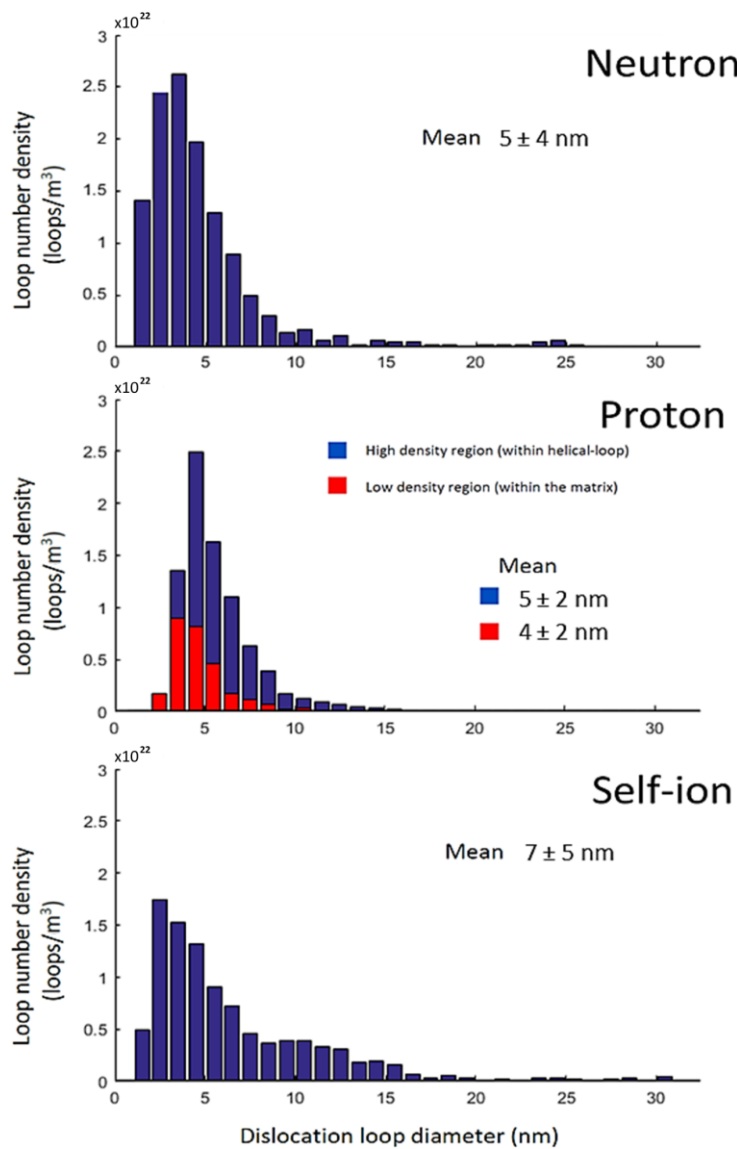 x10²²
Neutron
Mean 5 ± 4 nm
Loop number density
(loops/m³)
3
2.5
2
1.5
1
0.5
0
0 5 10 15 20 25 30
x10²²
Proton
High density region (within helical-loop)
Low density region (within the matrix)
Mean
5 ± 2 nm
4 ± 2 nm
Loop number density
(loops/m³)
3
2.5
2
1.5
1
0.5
0
0 5 10 15 20 25 30
x10²²
Self-ion
Mean 7 ± 5 nm
Loop number density
(loops/m³)
3
2.5
2
1.5
1
0.5
0
0 5 10 15 20 25 30
Dislocation loop diameter (nm)